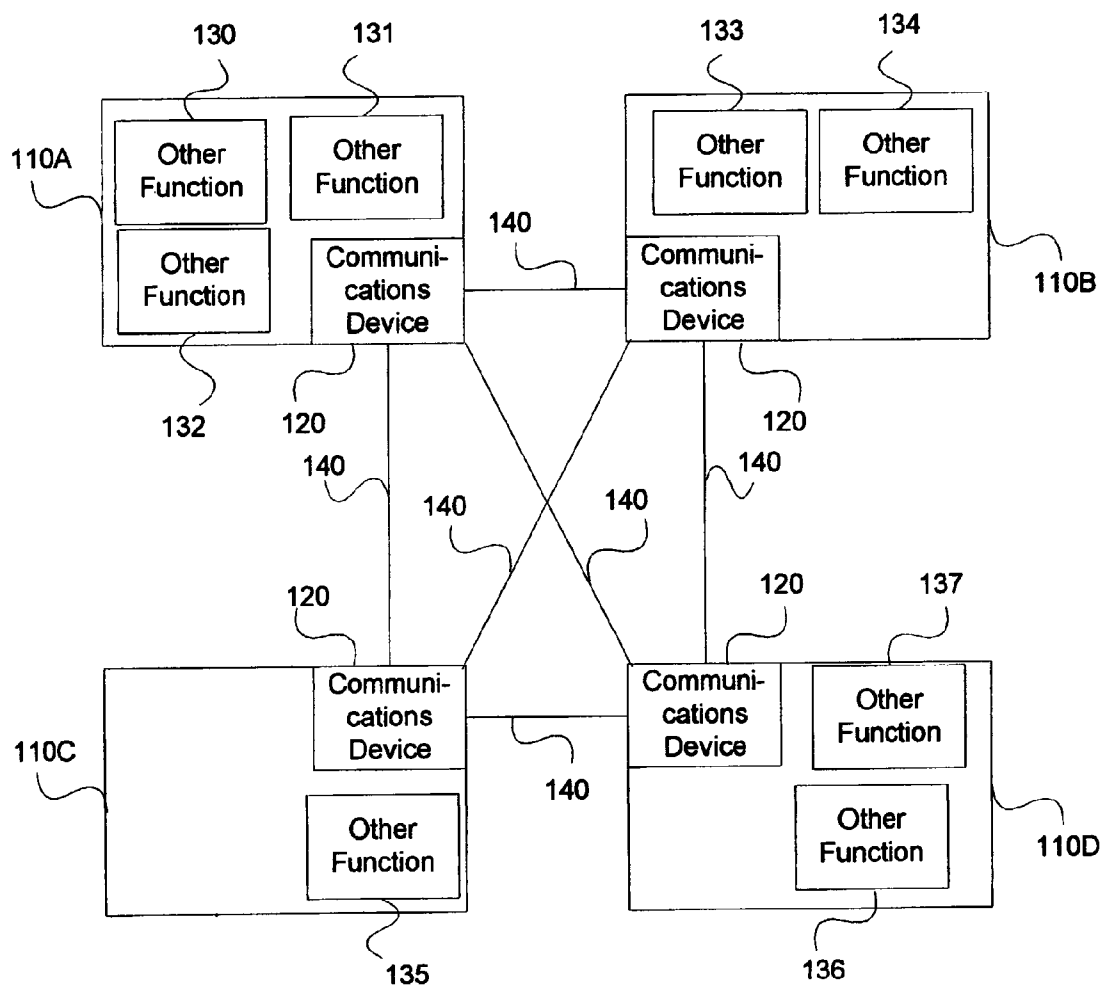 130
131
133
134
110A
Other
Function
Other
Function
Other
Function
Other
Function
Other
Function
Communi-
cations
Device
140
Communi-
cations
Device
110B
132
120
120
140
140
140
140
120
120
137
110C
Communi-
cations
Device
140
Communi-
cations
Device
Other
Function
Other
Function
Other
Function
110D
135
136